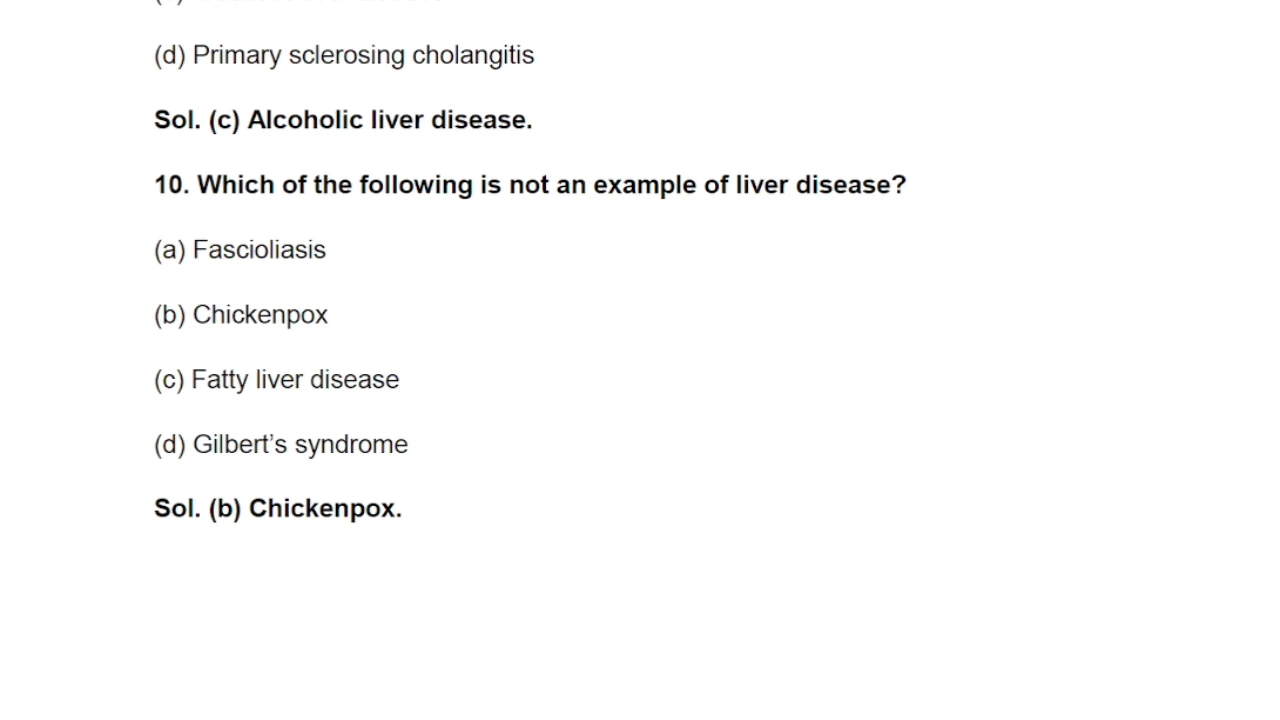 (d) Primary sclerosing cholangitis
Sol. (c) Alcoholic liver disease.
10. Which of the following is not an example of liver disease?
(a) Fascioliasis
(b) Chickenpox
(c) Fatty liver disease
(d) Gilbert’s syndrome
Sol. (b) Chickenpox.